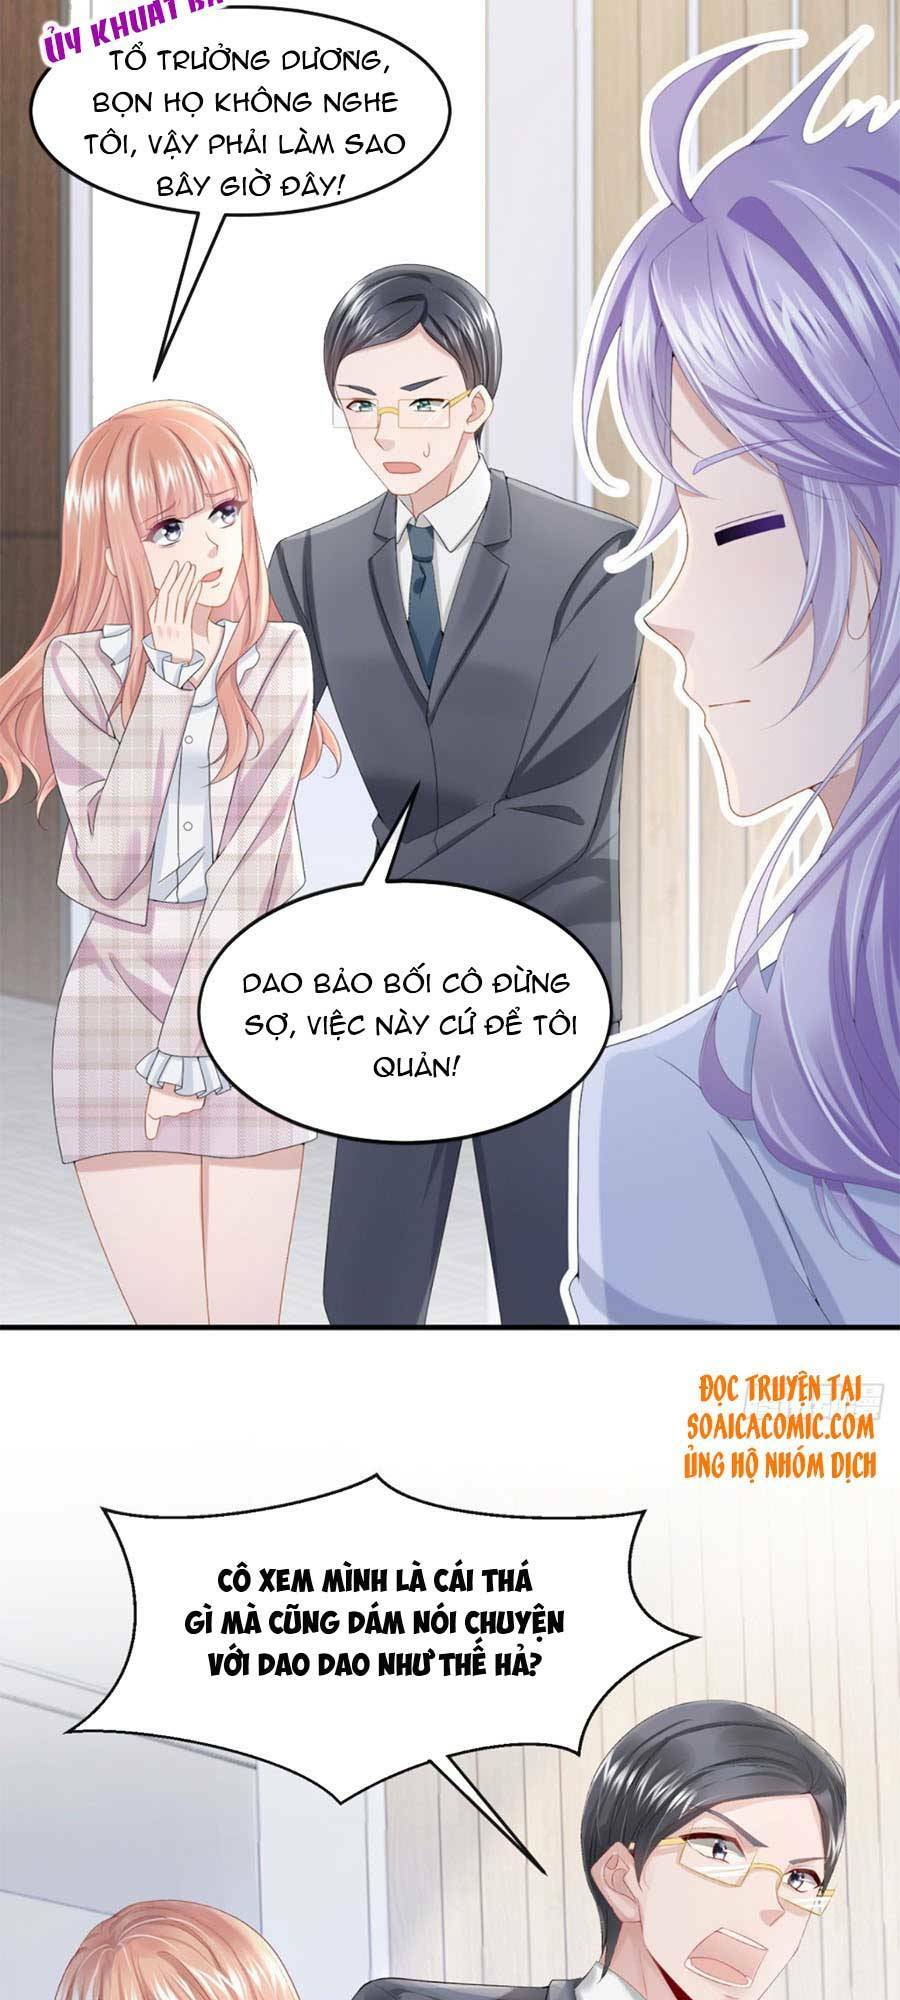 ỦY KHUẤT
TỔ TRƯỞNG DƯƠNG,
BỌN HỌ KHÔNG NGHE
TÔI, VẬY PHẢI LÀM SAO
BÂY GIỜ ĐÂY!
DAO BẢO BỐI CÔ ĐỪNG
SỢ, VIỆC NÀY CỨ ĐỂ TÔI
QUẢN!
ĐỌC TRUYỆN TẠI
SOAICACOMIC.COM
ỦNG HỘ NHÓM DỊCH
CÔ XEM MÌNH LÀ CÁI THÁ
GÌ MÀ CŨNG DÁM NÓI CHUYỆN
VỚI DAO DAO NHƯ THẾ HẢ?